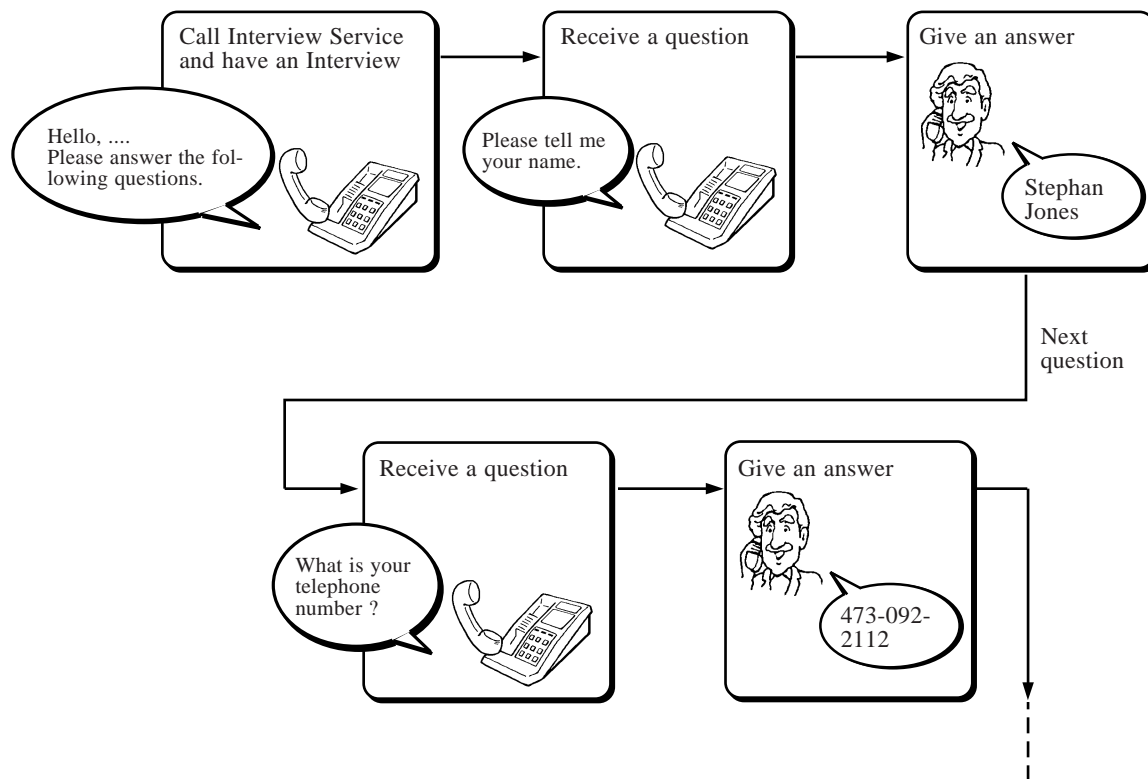 Call Interview Service
and have an Interview
Hello, ....
Please answer the fol-
lowing questions.
Receive a question
Please tell me
your name.
Give an answer
Stephan
Jones
Next
question
Receive a question
What is your
telephone
number ?
Give an answer
473-092-
2112